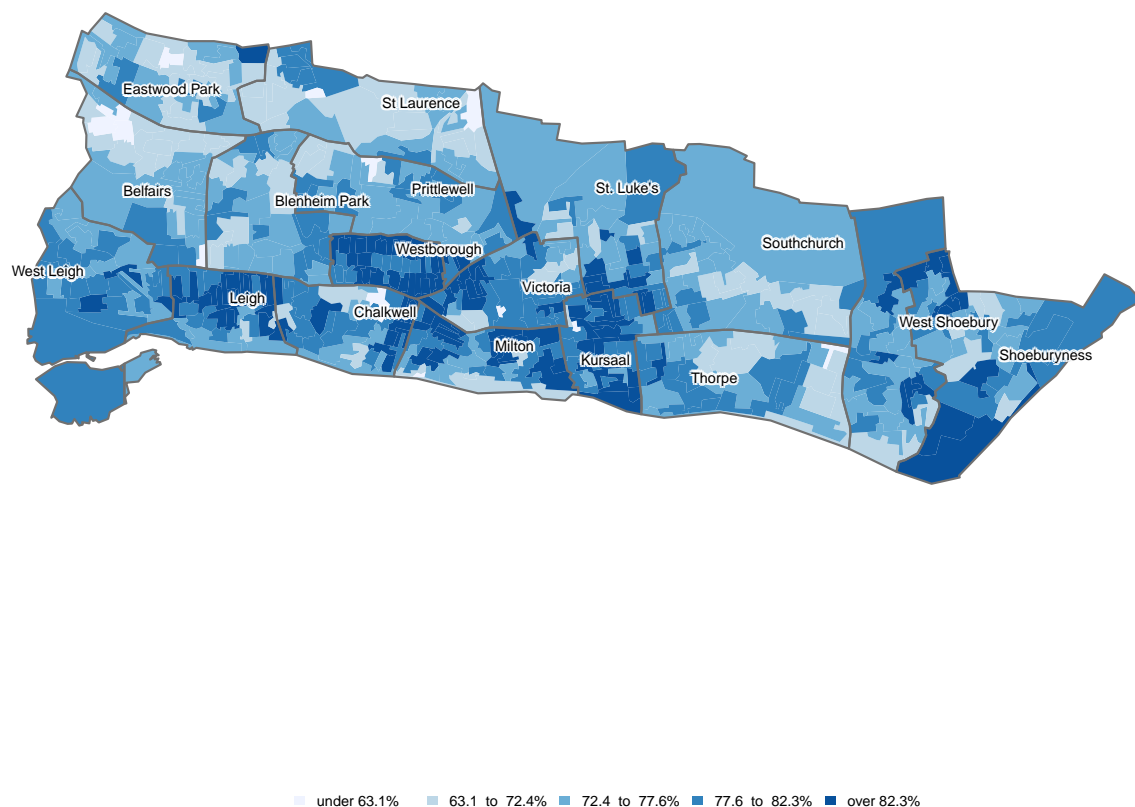 Eastwood Park
St Laurence
Belfairs
Blenheim Park
Prittlewell
St. Luke's
Westborough
Southchurch
West Leigh
Leigh
Victoria
Chalkwell
West Shoebury
Milton
Kursaal
Shoeburyness
Thorpe
under 63.1% 63.1 to 72.4% 72.4 to 77.6% 77.6 to 82.3% over 82.3%